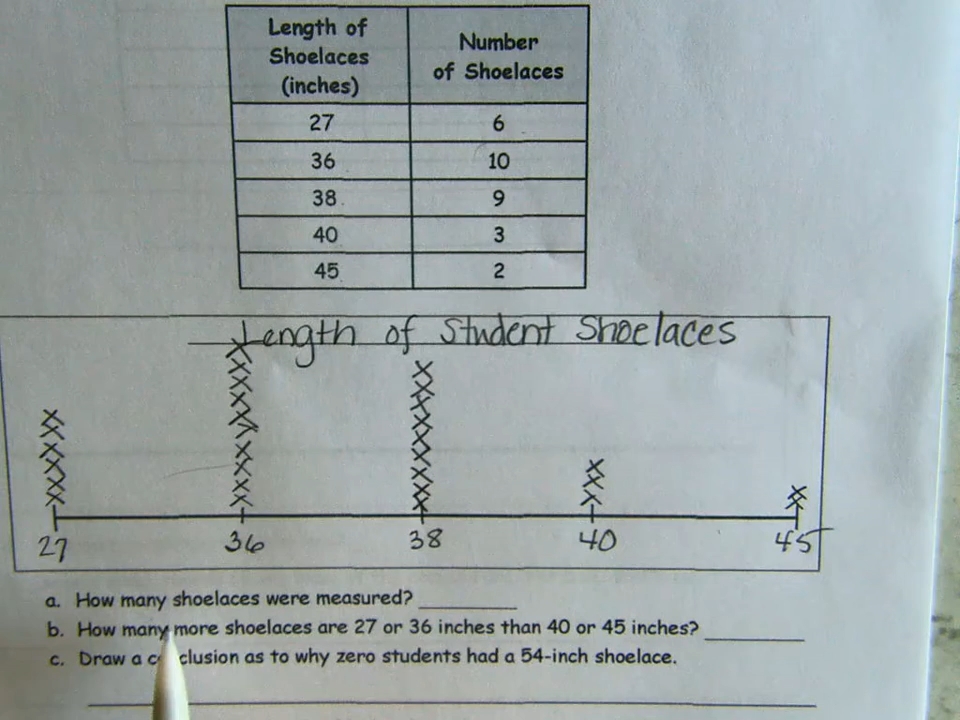 Length of
Shoelaces
(inches)
Number
of Shoelaces
27 6
36 10
38 9
40 3
45 2
Length of Student Shoelaces
27 36 38 40 45
a. How many shoelaces were measured?
b. How many more shoelaces are 27 or 36 inches than 40 or 45 inches?
c. Draw a conclusion as to why zero students had a 54-inch shoelace.